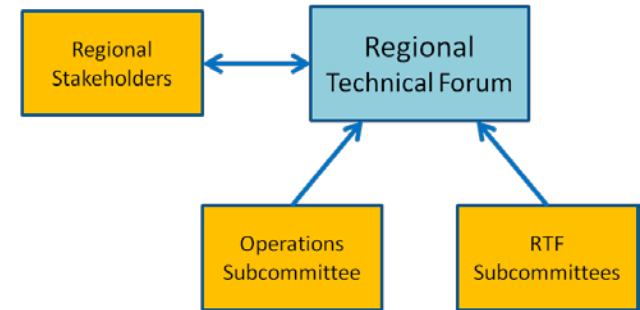 Regional
Stakeholders
Regional
Technical Forum
Operations
Subcommittee
RTF
Subcommittees